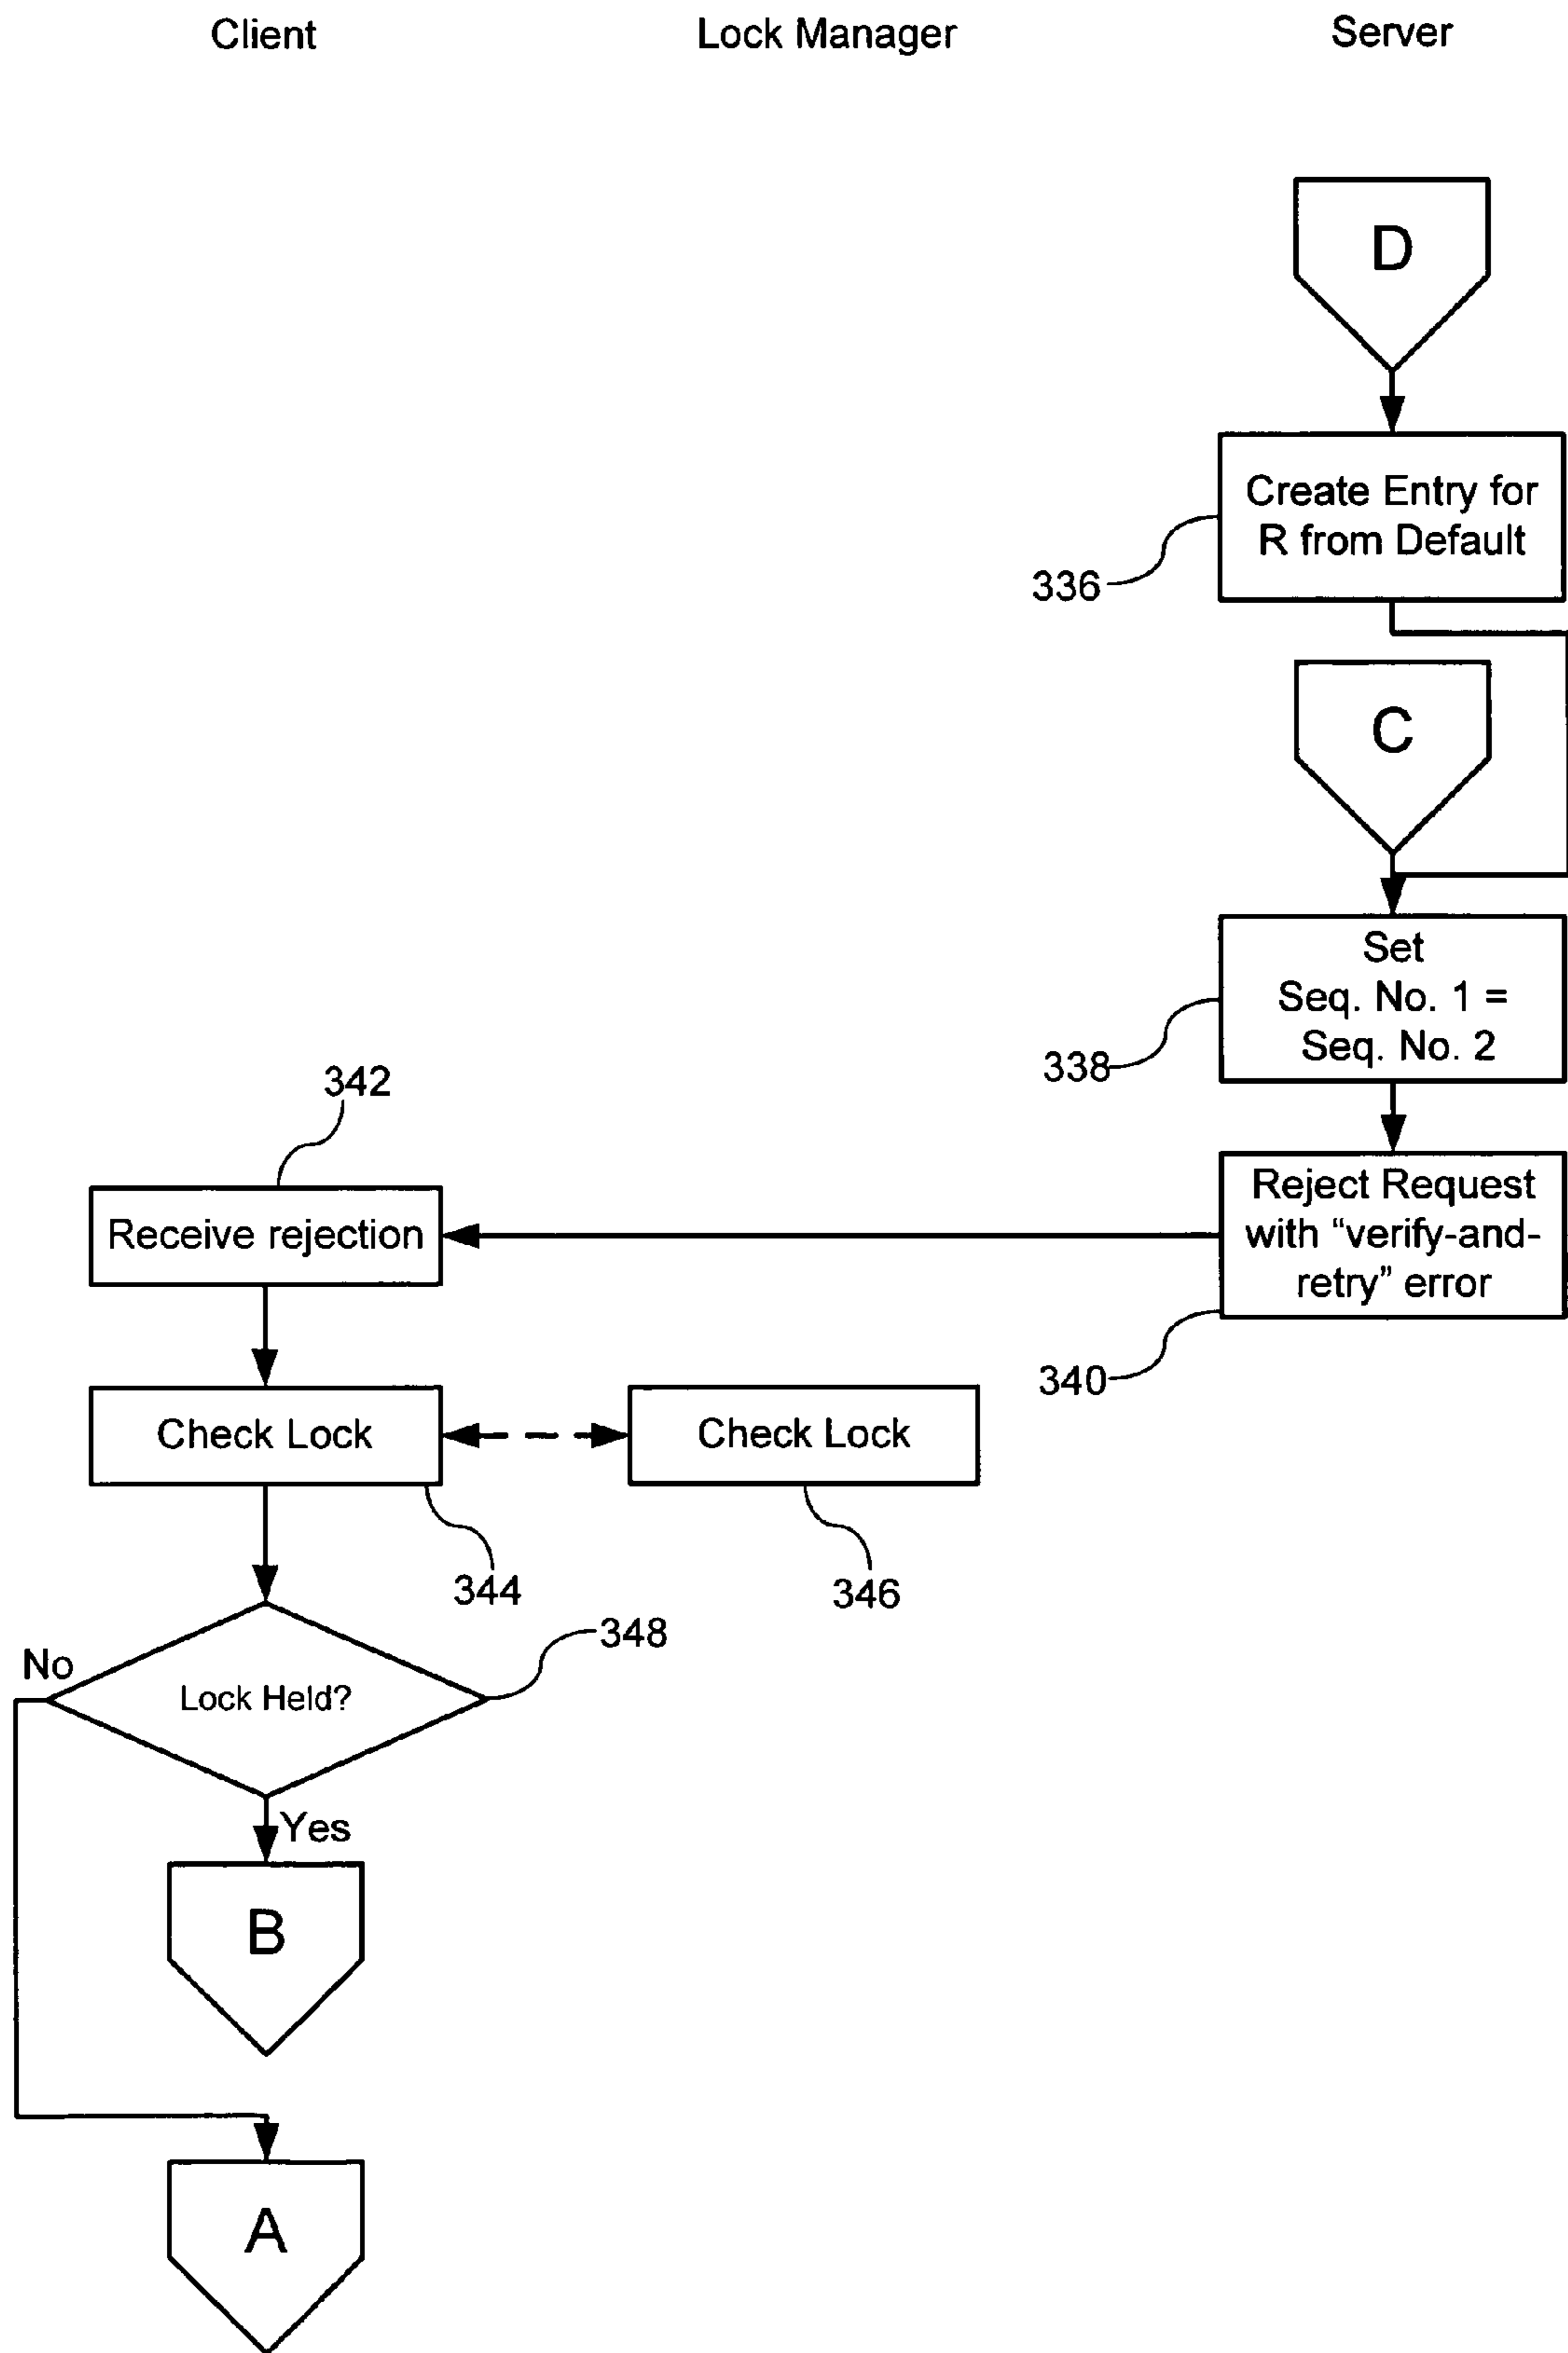 Client
Lock Manager
Server
D
Create Entry for
R from Default
336
C
Set
Seq. No. 1 =
Seq. No. 2
338
342
Receive rejection
Reject Request
with “verify-and-
retry” error
340
Check Lock
Check Lock
344
346
348
No
Lock Held?
Yes
B
A